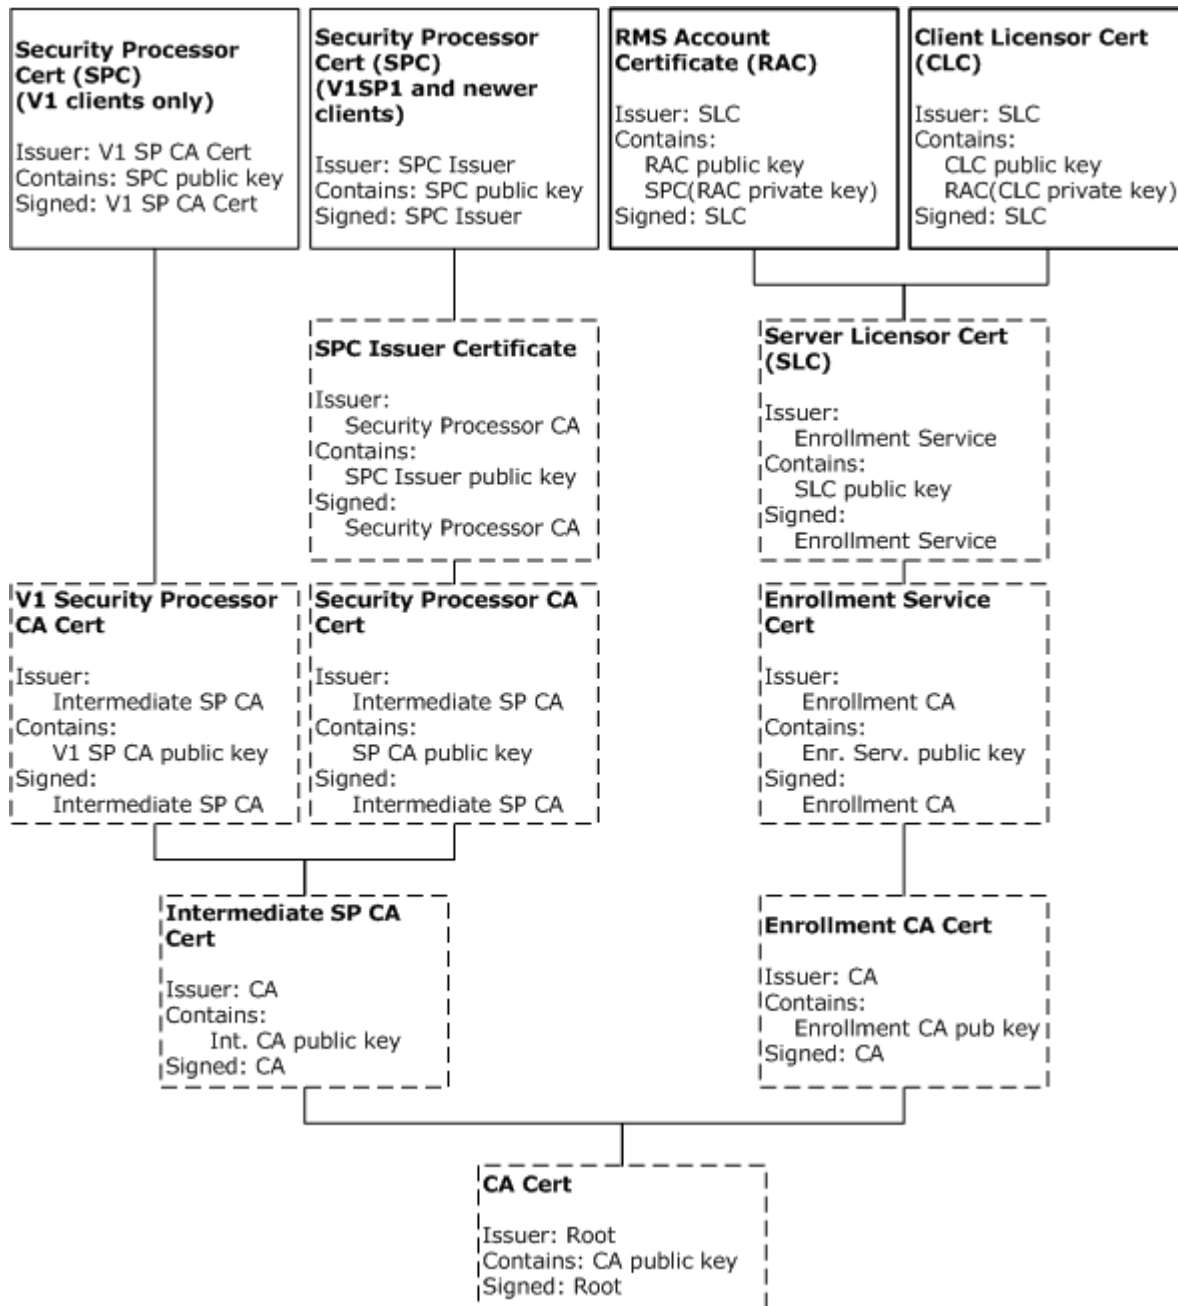 Security Processor
Cert (SPC)
(V1 clients only)
Issuer: V1 SP CA Cert
Contains: SPC public key
Signed: V1 SP CA Cert
Security Processor
Cert (SPC)
(V1SP1 and newer
clients)
Issuer: SPC Issuer
Contains: SPC public key
Signed: SPC Issuer
RMS Account
Certificate (RAC)
Issuer: SLC
Contains:
RAC public key
SPC(RAC private key)
Signed: SLC
Client Licensor Cert
(CLC)
Issuer: SLC
Contains:
CLC public key
RAC(CLC private key)
Signed: SLC
SPC Issuer Certificate
Issuer:
Security Processor CA
Contains:
SPC Issuer public key
Signed:
Security Processor CA
Server Licensor Cert
(SLC)
Issuer:
Enrollment Service
Contains:
SLC public key
Signed:
Enrollment Service
V1 Security Processor
CA Cert
Issuer:
Intermediate SP CA
Contains:
V1 SP CA public key
Signed:
Intermediate SP CA
Security Processor CA
Cert
Issuer:
Intermediate SP CA
Contains:
SP CA public key
Signed:
Intermediate SP CA
Enrollment Service
Cert
Issuer:
Enrollment CA
Contains:
Enr. Serv. public key
Signed:
Enrollment CA
Intermediate SP CA
Cert
Issuer: CA
Contains:
Int. CA public key
Signed: CA
Enrollment CA Cert
Issuer: CA
Contains:
Enrollment CA pub key
Signed: CA
CA Cert
Issuer: Root
Contains: CA public key
Signed: Root